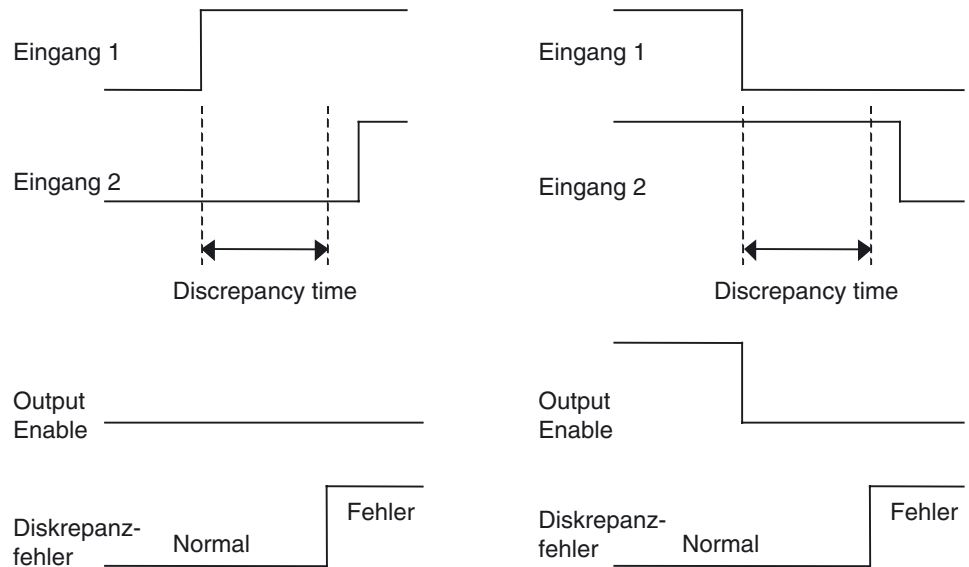 Eingang 1
Eingang 2
Discrepancy time
Output
Enable
Diskrepanz-
fehler
Normal
Fehler
Eingang 1
Eingang 2
Discrepancy time
Output
Enable
Diskrepanz-
fehler
Normal
Fehler